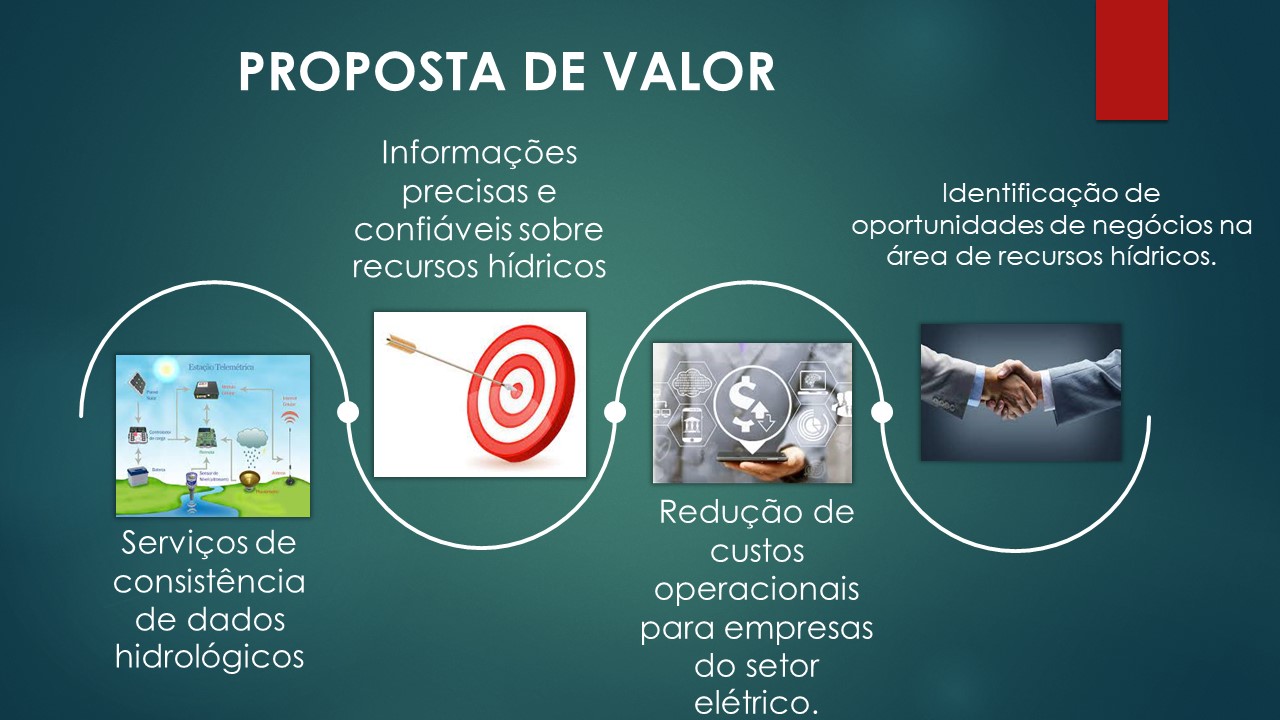 PROPOSTA DE VALOR
Informações
precisas e
confiáveis sobre
recursos hídricos
Identificação de
oportunidades de negócios na
área de recursos hídricos.
Estação Telemétrica
Serviços de
consistência
de dados
hidrológicos
Redução de
custos
operacionais
para empresas
do setor
elétrico.